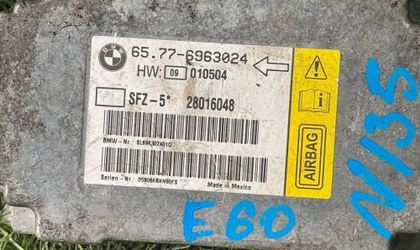 BMW
65.77-6963024
HW: 09 010504
SFZ-5* 28016048
BMW-Nr.:
Serien-Nr.:
Made in Mexico
AIRBAG
E60
N135